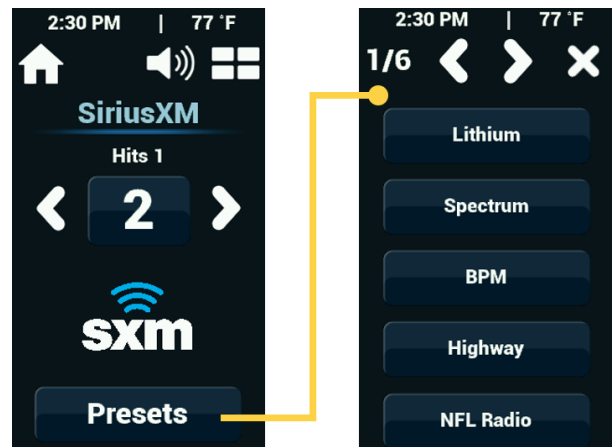 2:30 PM | 77 °F
SiriusXM
Hits 1
2
sxm
Presets
2:30 PM | 77 °F
1/6
Lithium
Spectrum
BPM
Highway
NFL Radio